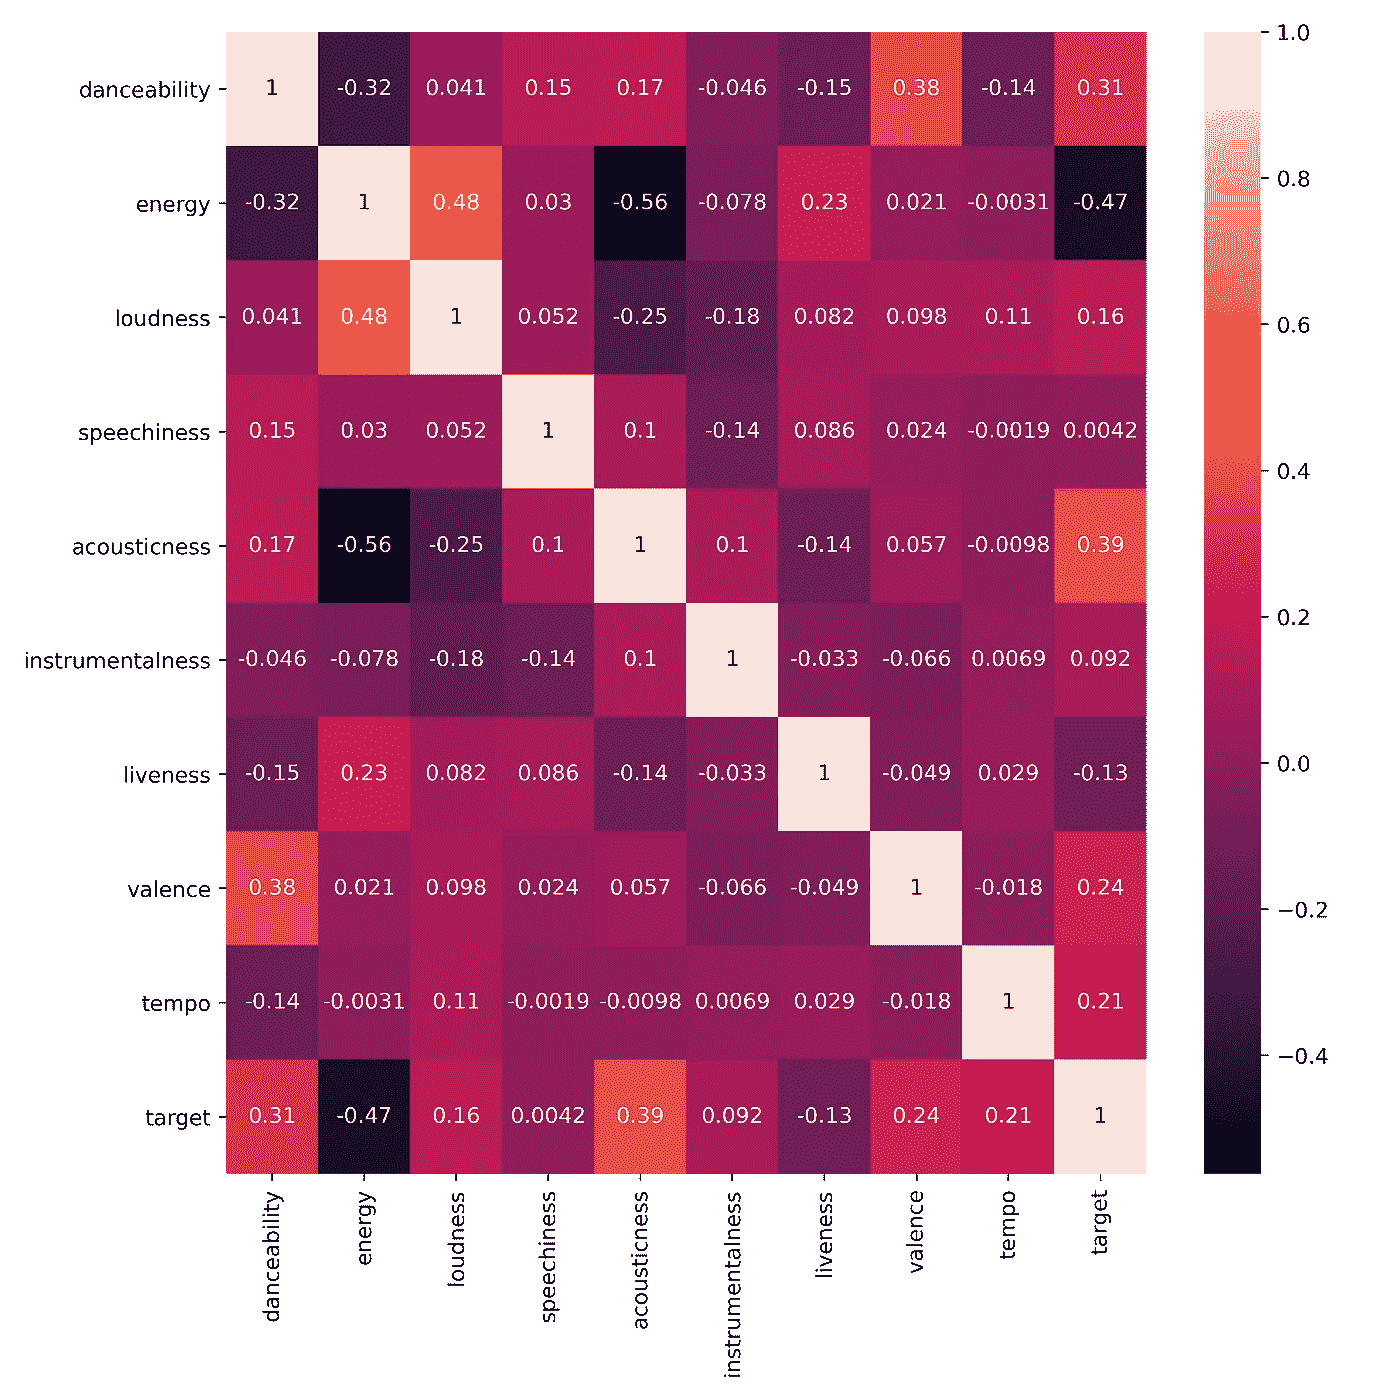 danceability 1 -0.32 0.041 0.15 0.17 -0.046 -0.15 0.38 -0.14 0.31
energy -0.32 1 0.48 0.03 -0.56 -0.078 0.23 0.021 -0.0031 -0.47
loudness 0.041 0.48 1 0.052 -0.25 -0.18 0.082 0.098 0.11 0.16
speechiness 0.15 0.03 0.052 1 0.1 -0.14 0.086 0.024 -0.0019 0.0042
acousticness 0.17 -0.56 -0.25 0.1 1 0.1 -0.14 0.057 -0.0098 0.39
instrumentalness -0.046 -0.078 -0.18 -0.14 0.1 1 -0.033 -0.066 0.0069 0.092
liveness -0.15 0.23 0.082 0.086 -0.14 -0.033 1 -0.049 0.029 -0.13
valence 0.38 0.021 0.098 0.024 0.057 -0.066 -0.049 1 -0.018 0.24
tempo -0.14 -0.0031 0.11 -0.0019 -0.0098 0.0069 0.029 -0.018 1 0.21
target 0.31 -0.47 0.16 0.0042 0.39 0.092 -0.13 0.24 0.21 1
danceability
energy
loudness
speechiness
acousticness
instrumentalness
liveness
valence
tempo
target
1.0
0.8
0.6
0.4
0.2
0.0
−0.2
−0.4